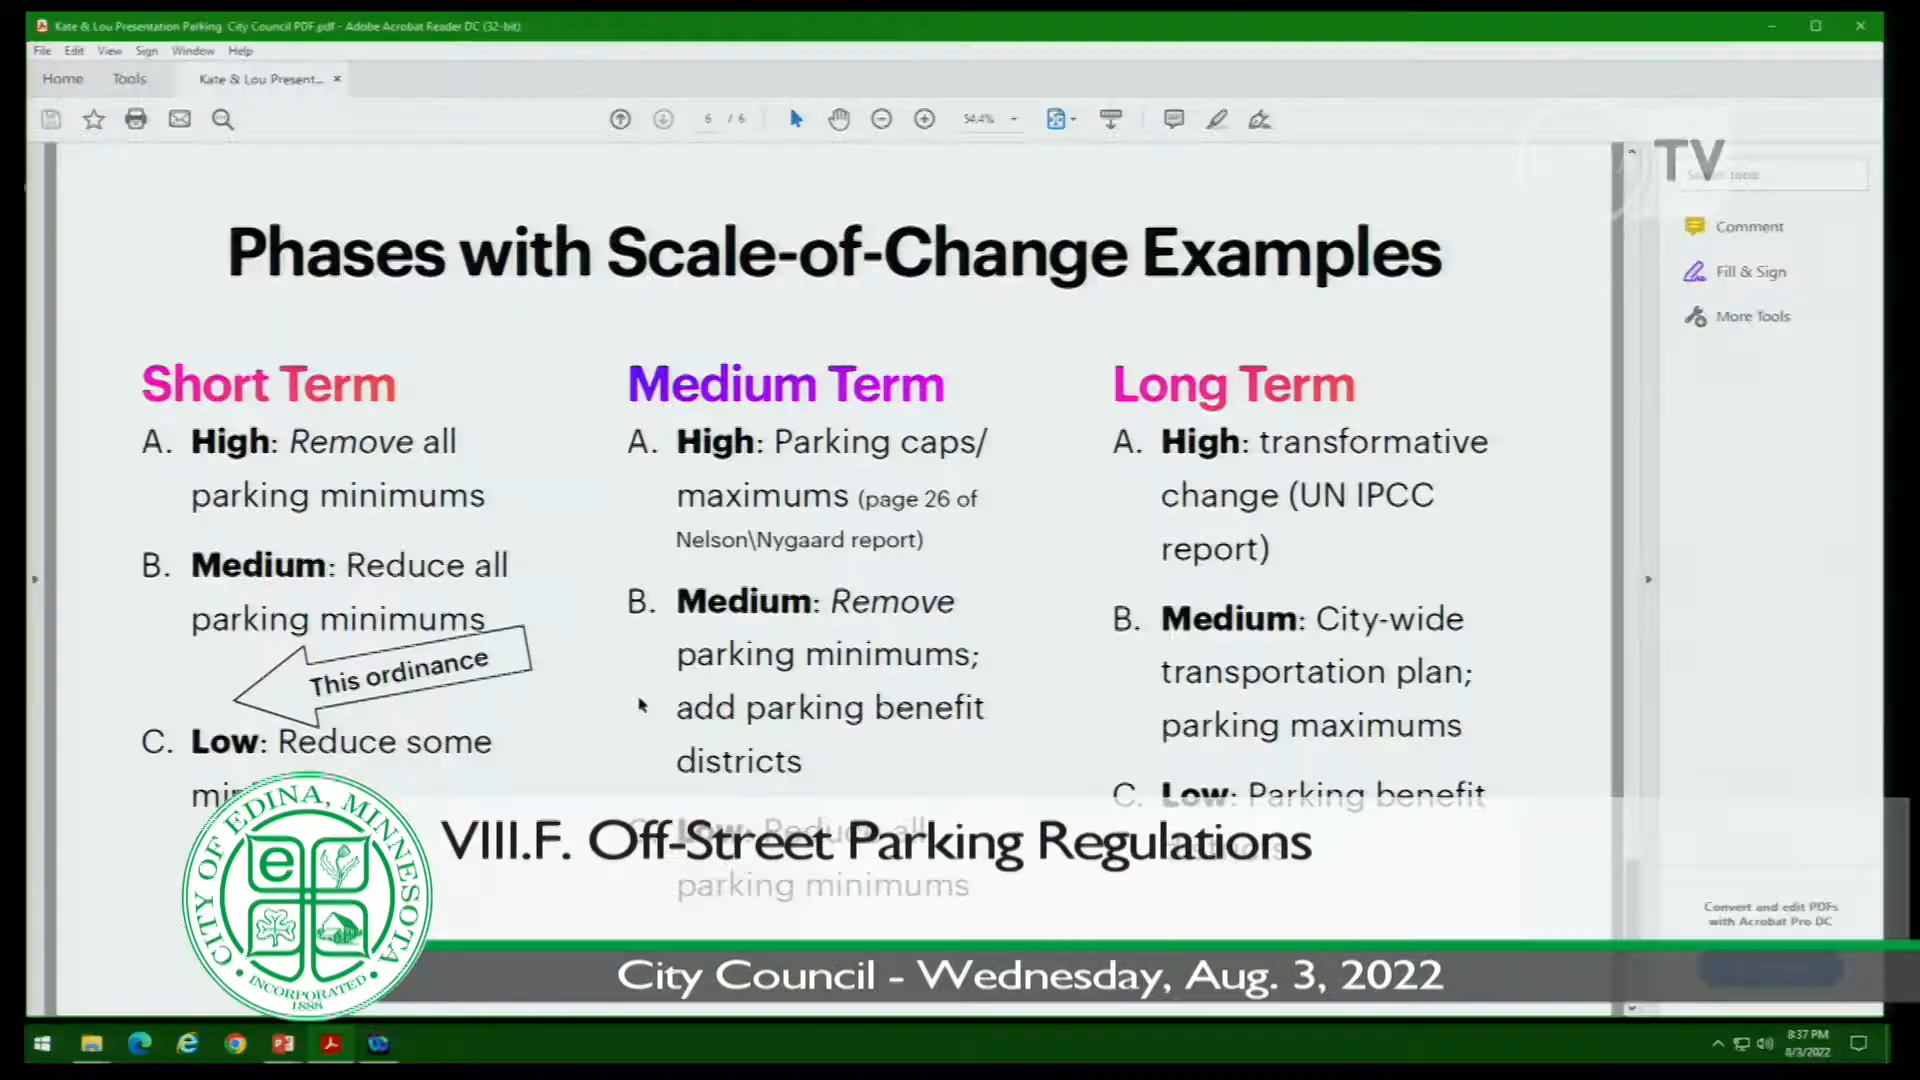 Kate & Lou Presentation Parking City Council PDF.pdf - Adobe Acrobat Reader DC (32-bit)
File Edit View Sign Window Help
Home Tools Kate & Lou Present... ×
6 / 6 54.4%
TV
Comment
Fill & Sign
More Tools
Phases with Scale-of-Change Examples
Short Term
A. High: Remove all
parking minimums
B. Medium: Reduce all
parking minimums
This ordinance
C. Low: Reduce some
Medium Term
A. High: Parking caps/
maximums (page 26 of
Nelson\Nygaard report)
B. Medium: Remove
parking minimums;
add parking benefit
districts
C. Low: Reduce all
parking minimums
Long Term
A. High: transformative
change (UN IPCC
report)
B. Medium: City-wide
transportation plan;
parking maximums
C. Low: Parking benefit
districts
Convert and edit PDFs
with Acrobat Pro DC
VIII.F. Off-Street Parking Regulations
CITY OF EDINA, MINNESOTA
e
• INCORPORATED •
1888
City Council - Wednesday, Aug. 3, 2022
8:37 PM
8/3/2022